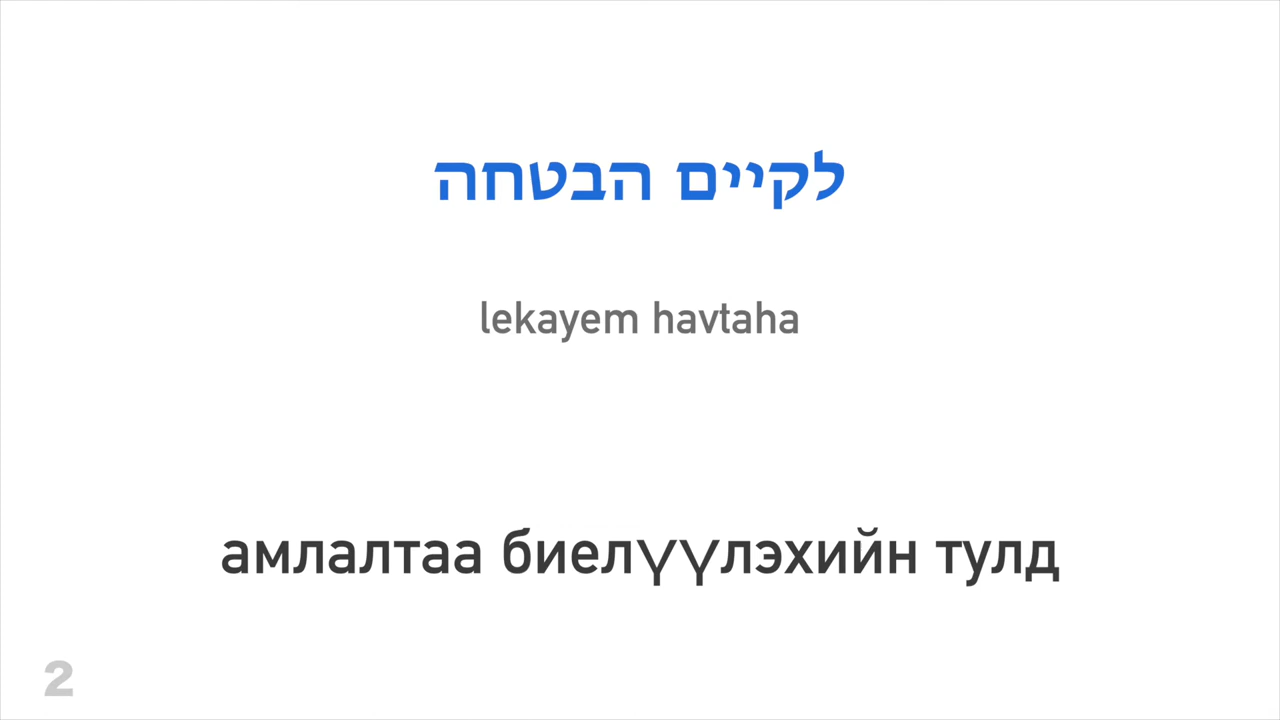 לקיים הבטחה
lekayem havtaha
амлалтаа биелүүлэхийн тулд
2